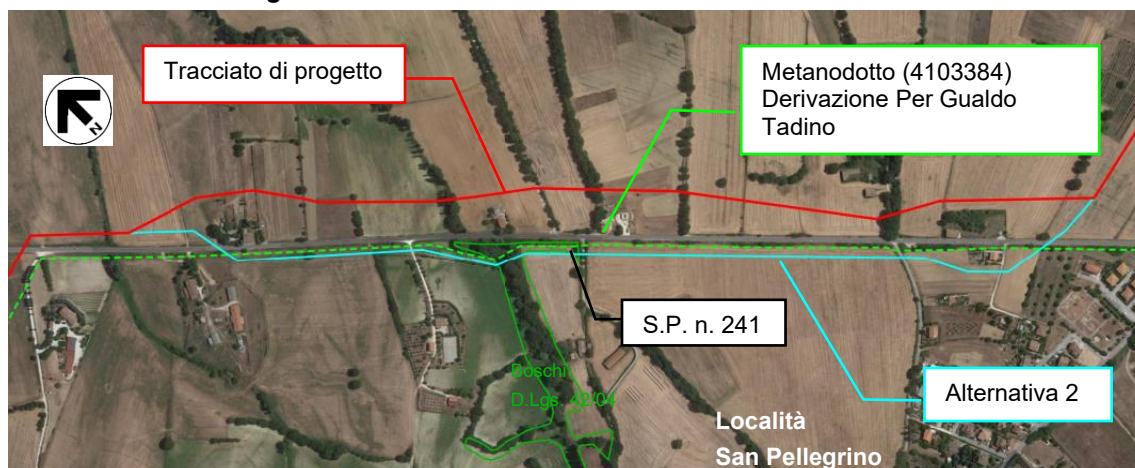 Tracciato di progetto
Metanodotto (4103384)
Derivazione Per Gualdo
Tadino
N
S.P. n. 241
Boschi
D.Lgs. 42/04
Alternativa 2
Località
San Pellegrino